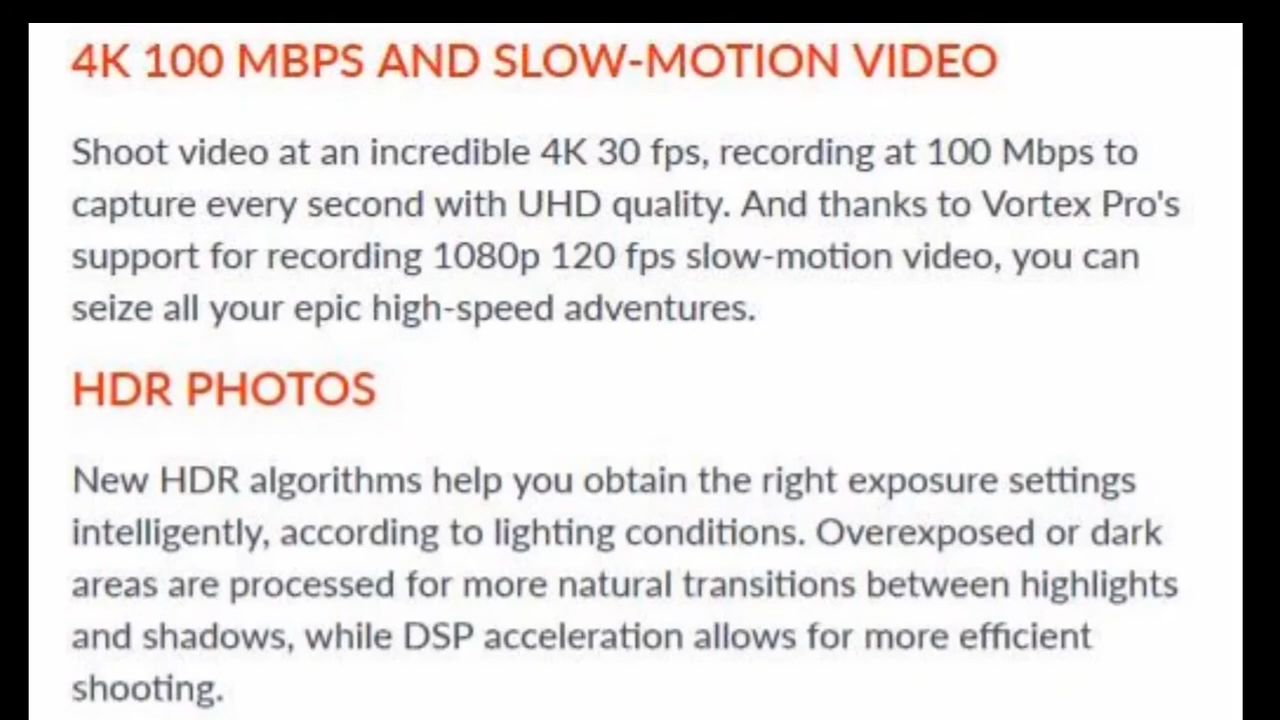 4K 100 MBPS AND SLOW-MOTION VIDEO
Shoot video at an incredible 4K 30 fps, recording at 100 Mbps to
capture every second with UHD quality. And thanks to Vortex Pro's
support for recording 1080p 120 fps slow-motion video, you can
seize all your epic high-speed adventures.
HDR PHOTOS
New HDR algorithms help you obtain the right exposure settings
intelligently, according to lighting conditions. Overexposed or dark
areas are processed for more natural transitions between highlights
and shadows, while DSP acceleration allows for more efficient
shooting.